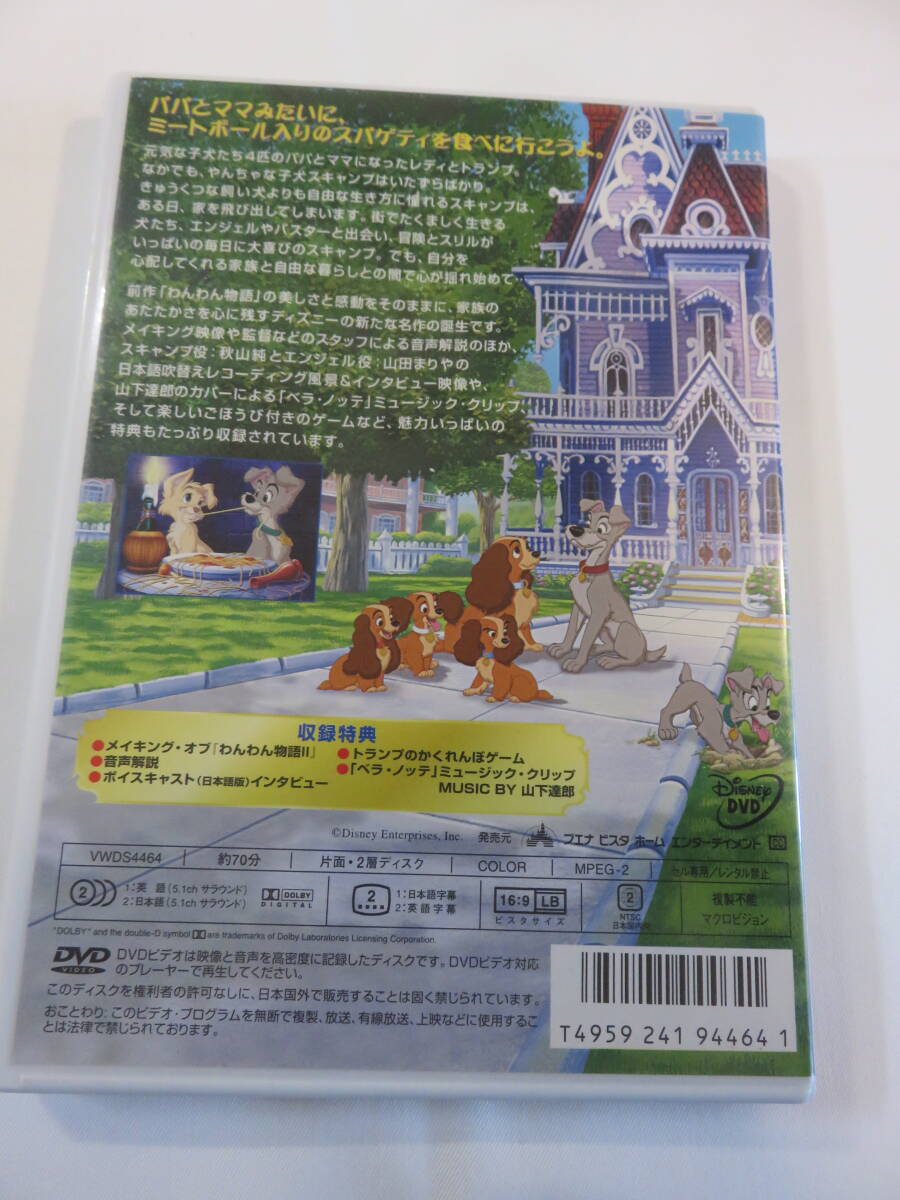 パパとママみたいに、
ミートボール入りのスパゲティを食べに行こうよ。
元気な子犬たち4匹のパパとママになったレディとトランプ。
なかでも、やんちゃな子犬スキャンプはいたずらばかり。
きゅうくつな飼い犬よりも自由な生き方に憧れるスキャンプは、
ある日、家を飛び出してしまいます。街でたくましく生きる
犬たち、エンジェルやバスターと出会い、冒険とスリルが
いっぱいの毎日に大喜びのスキャンプ。でも、自分を
心配してくれる家族と自由な暮らしとの間で心が揺れ始めて…
前作「わんわん物語」の美しさと感動をそのままに、家族の
あたたかさを心に残すディズニーの新たな名作の誕生です。
メイキング映像や監督などのスタッフによる音声解説のほか、
スキャンプ役：秋山純とエンジェル役：山田まりやの
日本語吹替えレコーディング風景&インタビュー映像や、
山下達郎のカバーによる「ベラ・ノッテ」ミュージック・クリップ、
そして楽しいごほうび付きのゲームなど、魅力いっぱいの
特典もたっぷり収録されています。
収録特典
●メイキング・オブ『わんわん物語II』
●音声解説
●ボイスキャスト(日本語版)インタビュー
●トランプのかくれんぼゲーム
●「ベラ・ノッテ」ミュージック・クリップ
MUSIC BY 山下達郎
Disney
DVD
©Disney Enterprises, Inc. 発売元 ブエナ ビスタ ホーム エンターテイメント
VWDS4464 約70分 片面・2層ディスク COLOR MPEG-2 セル専用/レンタル禁止
2 1:英 語(5.1ch サラウンド)
2:日本語(5.1ch サラウンド)
DOLBY
DIGITAL
2 1:日本語字幕
2:英語字幕
16:9 LB
ビスタサイズ
2
NTSC
日本国内向
複製不能
マクロビジョン
"DOLBY" and the double-D symbol are trademarks of Dolby Laboratories Licensing Corporation.
DVD
VIDEO
DVDビデオは映像と音声を高密度に記録したディスクです。DVDビデオ対応
のプレーヤーで再生してください。
このディスクを権利者の許可なしに、日本国外で販売することは固く禁じられています。
おことわり:このビデオ・プログラムを無断で複製、放送、有線放送、上映などに使用するこ
とは法律で禁じられております。
T4959 241 94464 1